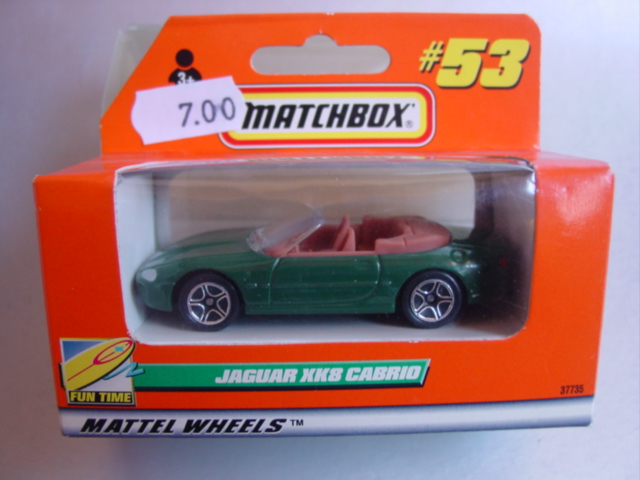 #53
3+
7.00
MATCHBOX®
JAGUAR XK8 CABRIO
FUN TIME
37735
MATTEL WHEELS™